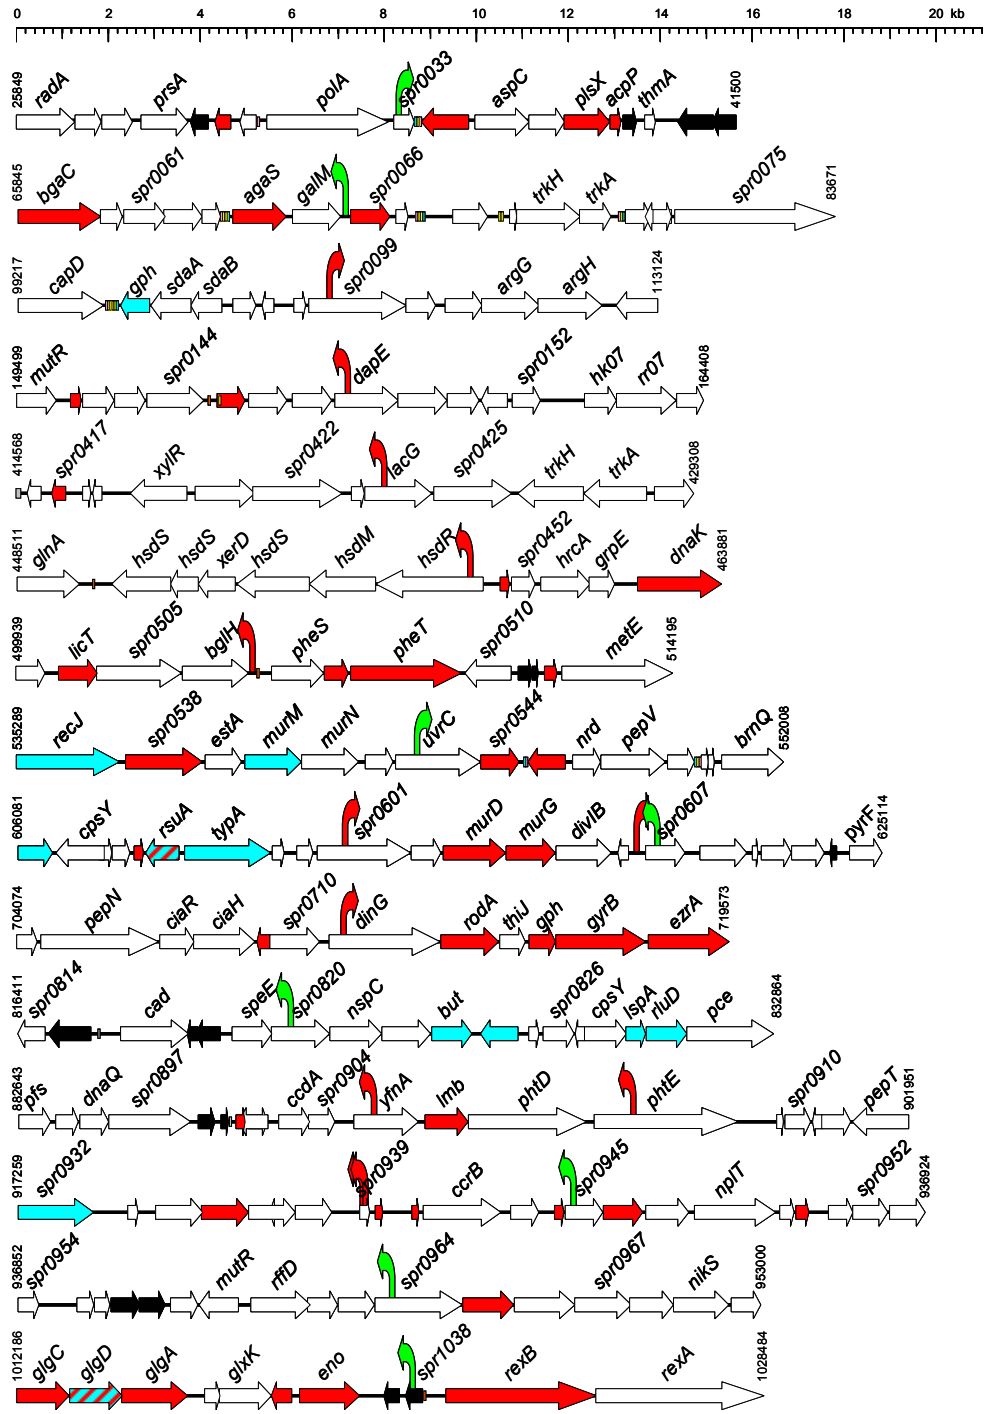 0 2 4 6 8 10 12 14 16 18 20 kb
25849 radA prsA polA spr0033 aspC plsX acpP thmA 41500
65845 bgaC spr0061 agaS galM spr0066 trkH trkA spr0075 83671
99217 capD gph sdaA sdaB spr0099 argG argH 113124
149499 mutR spr0144 dapE spr0152 hk07 rr07 164408
414568 spr0417 xylR spr0422 lacG spr0425 trkH trkA 429308
448511 glnA hsdS hsdS xerD hsdS hsdM hsdR spr0452 hrcA grpE dnaK 463881
499939 licT spr0505 bglH pheS pheT spr0510 metE 514195
535289 recJ spr0538 estA murM murN uvrC spr0544 nrd pepV brnQ 552008
606081 cpsY rsuA typA spr0601 murD murG divIB spr0607 pyrF 625114
704074 pepN ciaR ciaH spr0710 dinG rodA thiJ gph gyrB ezrA 719573
816411 spr0814 cad speE spr0820 nspC but spr0826 cpsY lspA rluD pce 832864
882643 pfs dnaQ spr0897 ccdA spr0904 yfnA lmb phtD phtE spr0910 pepT 901951
917259 spr0932 spr0939 ccrB spr0945 nplT spr0952 936924
936852 spr0954 mutR rffD spr0964 spr0967 nikS 953000
1012186 glgC glgD glgA glxK eno spr1038 rexB rexA 1028484